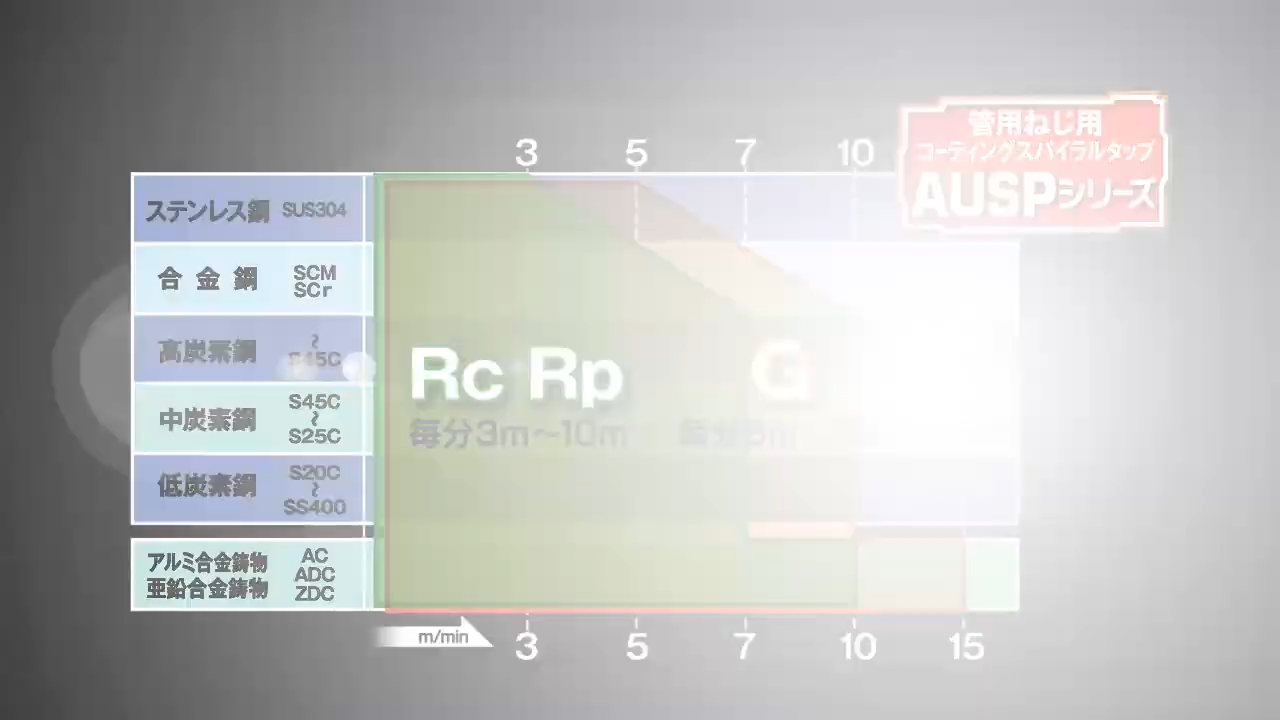 管用ねじ用
コーティングスパイラルタップ
AUSPシリーズ
3 5 7 10
ステンレス鋼 SUS304
合金鋼 SCM
SCr
高炭素鋼 〜
S45C
Rc Rp G
毎分3m〜10m 毎分5m
中炭素鋼 S45C
〜
S25C
低炭素鋼 S20C
〜
SS400
アルミ合金鋳物 AC
ADC
亜鉛合金鋳物 ZDC
m/min 3 5 7 10 15